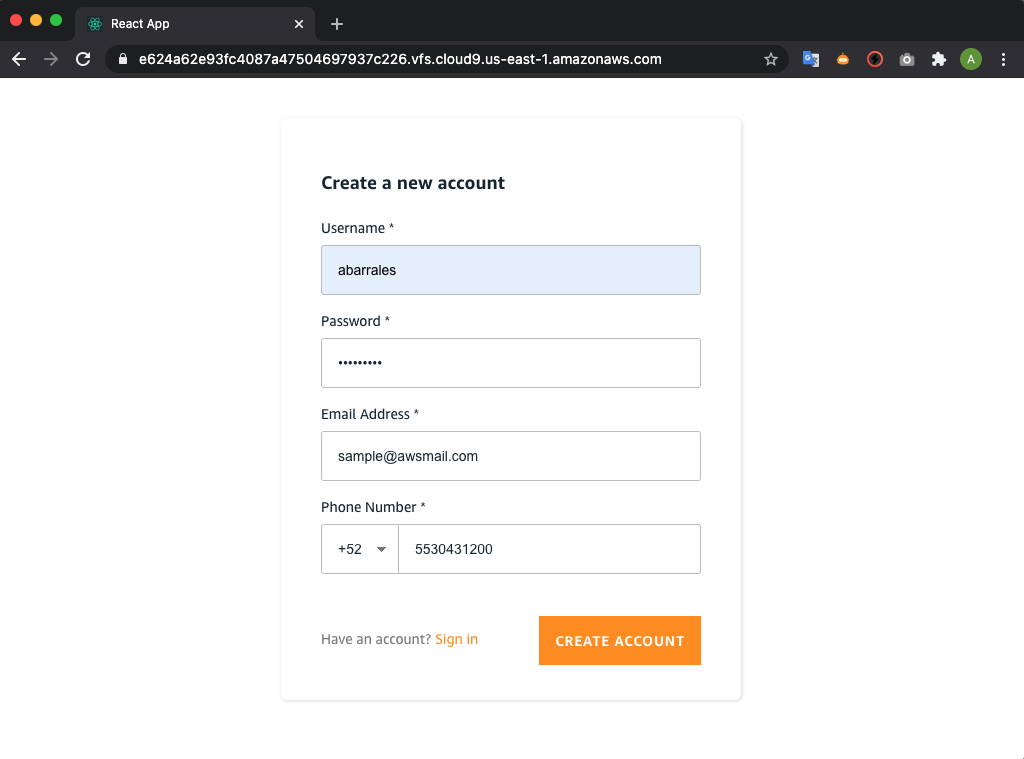 React App
e624a62e93fc4087a47504697937c226.vfs.cloud9.us-east-1.amazonaws.com
A
Create a new account
Username *
abarrales
Password *
•••••••••
Email Address *
sample@awsmail.com
Phone Number *
+52 5530431200
Have an account? Sign in
CREATE ACCOUNT